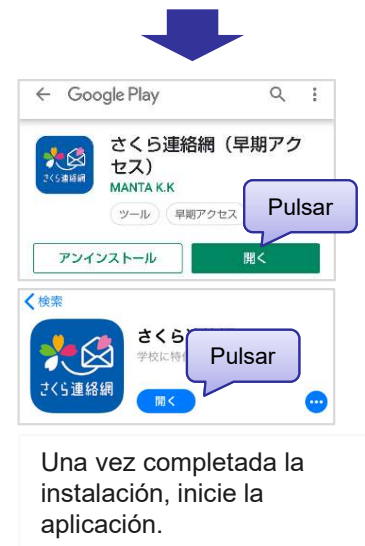 Google Play
さくら連絡網（早期アク
セス）
MANTA K.K
さくら連絡網
ツール 早期アクセス
Pulsar
アンインストール 開く
検索
さくら
学校に特
Pulsar
さくら連絡網
開く
Una vez completada la
instalación, inicie la
aplicación.